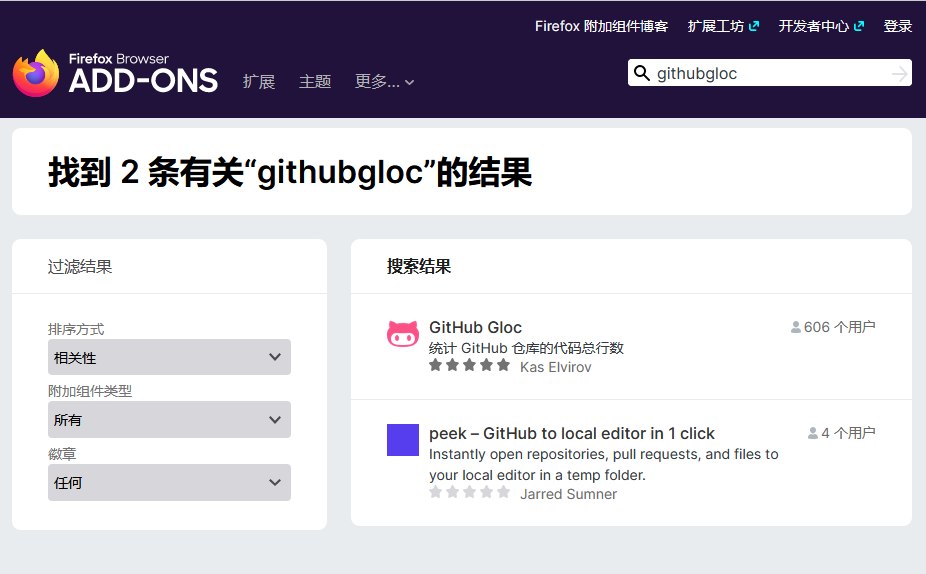 Firefox 附加组件博客 扩展工坊 开发者中心 登录
Firefox Browser
ADD-ONS
扩展 主题 更多...
githubgloc
找到 2 条有关“githubgloc”的结果
过滤结果
排序方式
相关性
附加组件类型
所有
徽章
任何
搜索结果
GitHub Gloc 606 个用户
统计 GitHub 仓库的代码总行数
Kas Elvirov
peek – GitHub to local editor in 1 click 4 个用户
Instantly open repositories, pull requests, and files to
your local editor in a temp folder.
Jarred Sumner